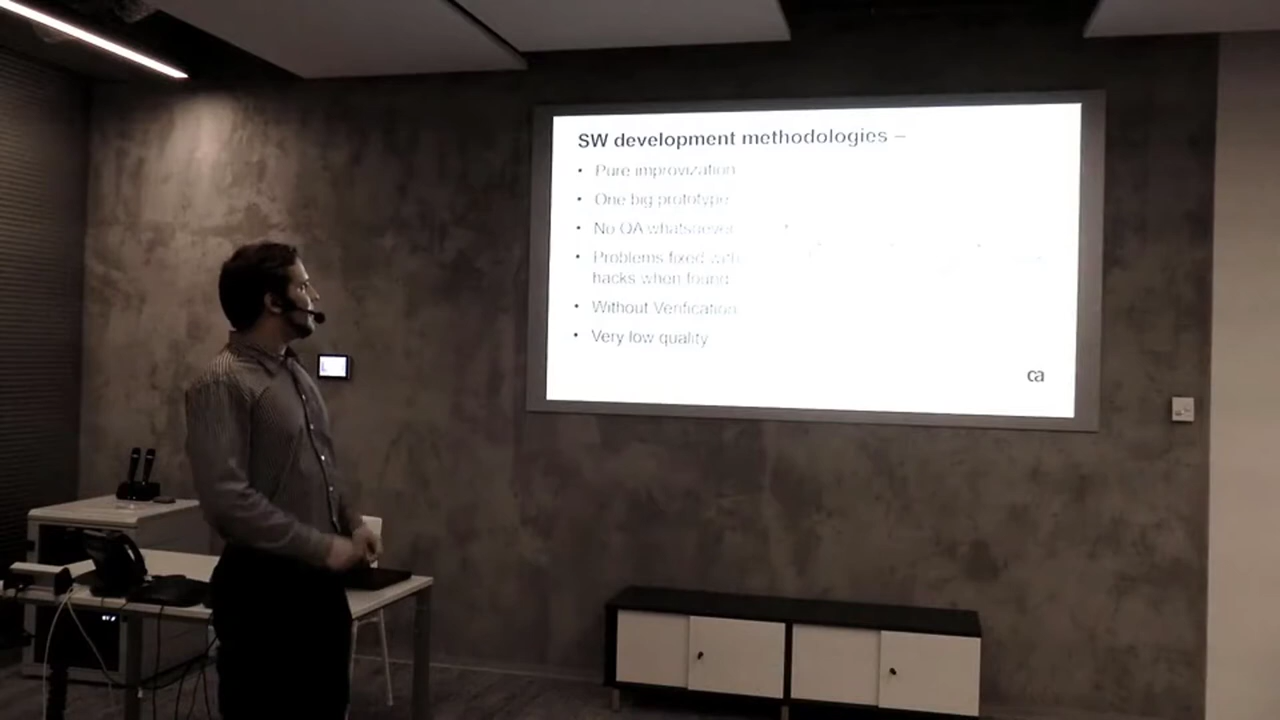 SW development methodologies –
• Pure improvization
• One big prototype
• No QA whatsoever
• Problems fixed with
hacks when found
• Without Verification
• Very low quality
ca